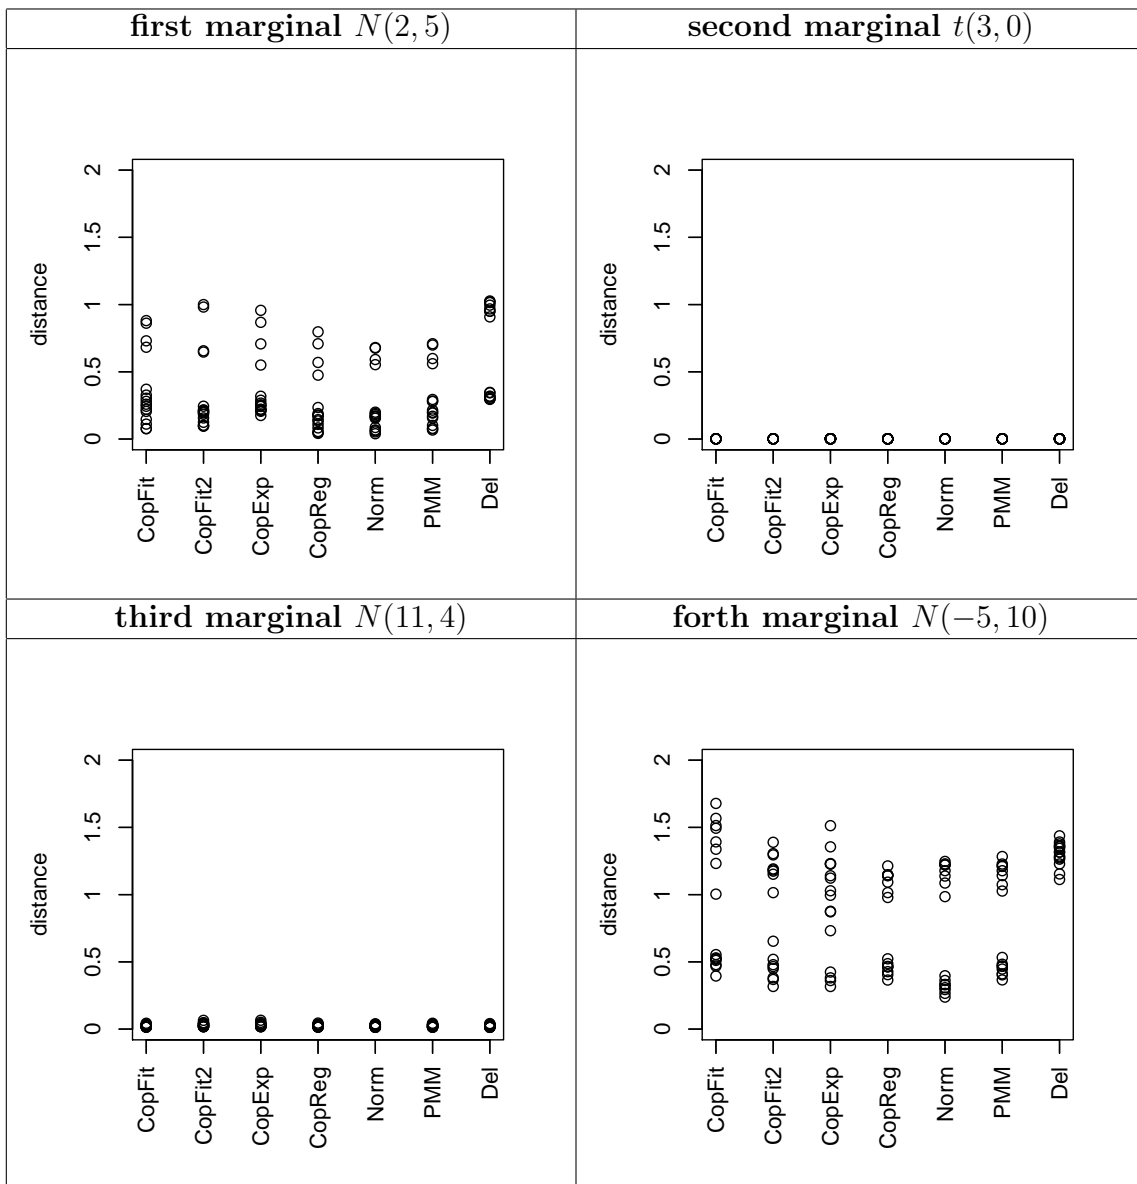 first marginal N(2, 5)
second marginal t(3, 0)
distance
2
1.5
1
0.5
0
CopFit
CopFit2
CopExp
CopReg
Norm
PMM
Del
distance
2
1.5
1
0.5
0
CopFit
CopFit2
CopExp
CopReg
Norm
PMM
Del
third marginal N(11, 4)
forth marginal N(−5, 10)
distance
2
1.5
1
0.5
0
CopFit
CopFit2
CopExp
CopReg
Norm
PMM
Del
distance
2
1.5
1
0.5
0
CopFit
CopFit2
CopExp
CopReg
Norm
PMM
Del